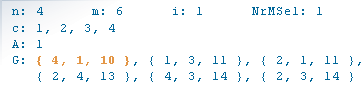 n: 4 m: 6 i: 1 NrMSel: 1
c: 1, 2, 3, 4
A: 1
G: { 4, 1, 10 }, { 1, 3, 11 }, { 2, 1, 11 },
{ 2, 4, 13 }, { 4, 3, 14 }, { 2, 3, 14 }